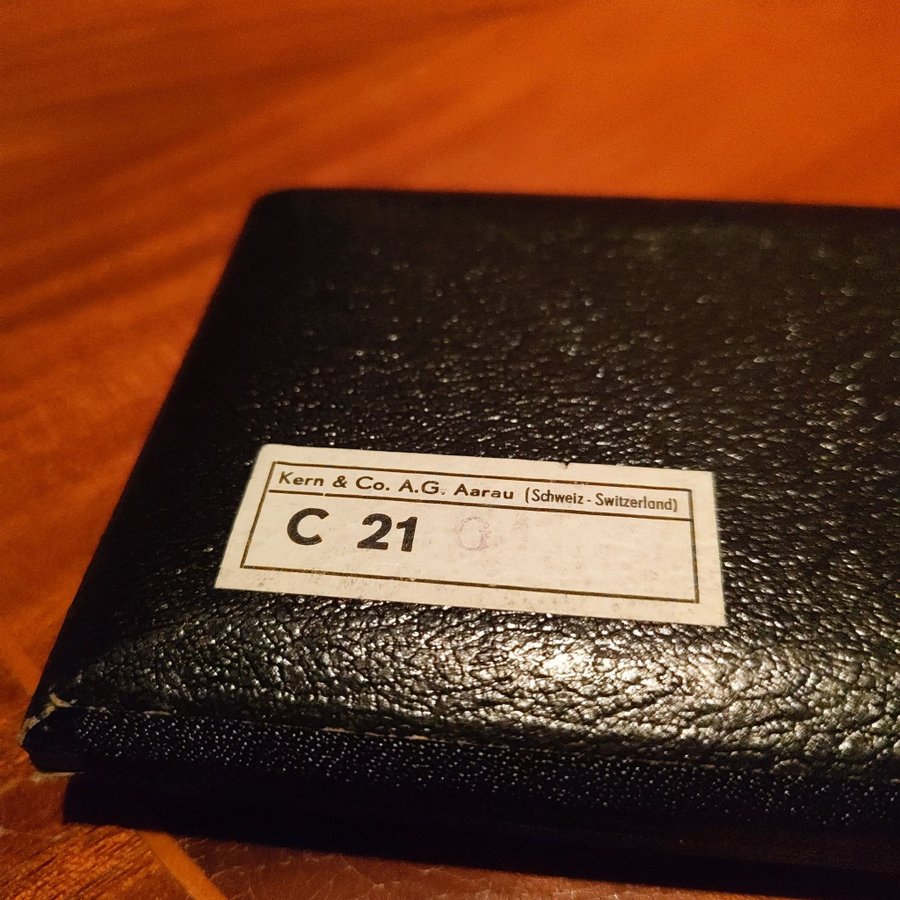 Kern & Co. A.G. Aarau (Schweiz - Switzerland)
C 21